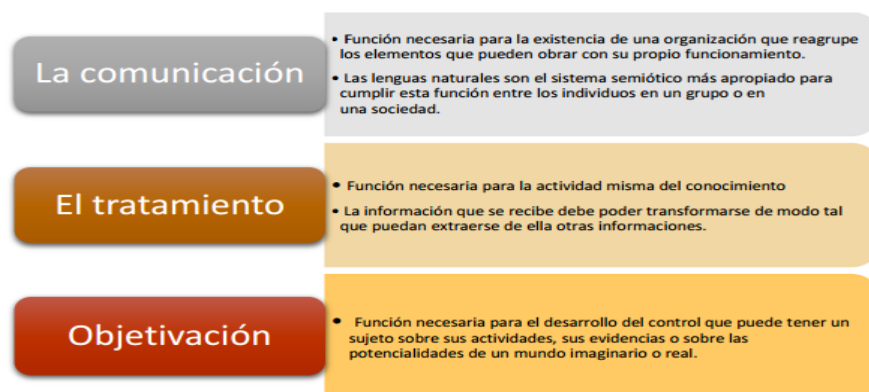 La comunicación
• Función necesaria para la existencia de una organización que reagrupe
los elementos que pueden obrar con su propio funcionamiento.
• Las lenguas naturales son el sistema semiótico más apropiado para
cumplir esta función entre los individuos en un grupo o en
una sociedad.
El tratamiento
• Función necesaria para la actividad misma del conocimiento
• La información que se recibe debe poder transformarse de modo tal
que puedan extraerse de ella otras informaciones.
Objetivación
• Función necesaria para el desarrollo del control que puede tener un
sujeto sobre sus actividades, sus evidencias o sobre las
potencialidades de un mundo imaginario o real.